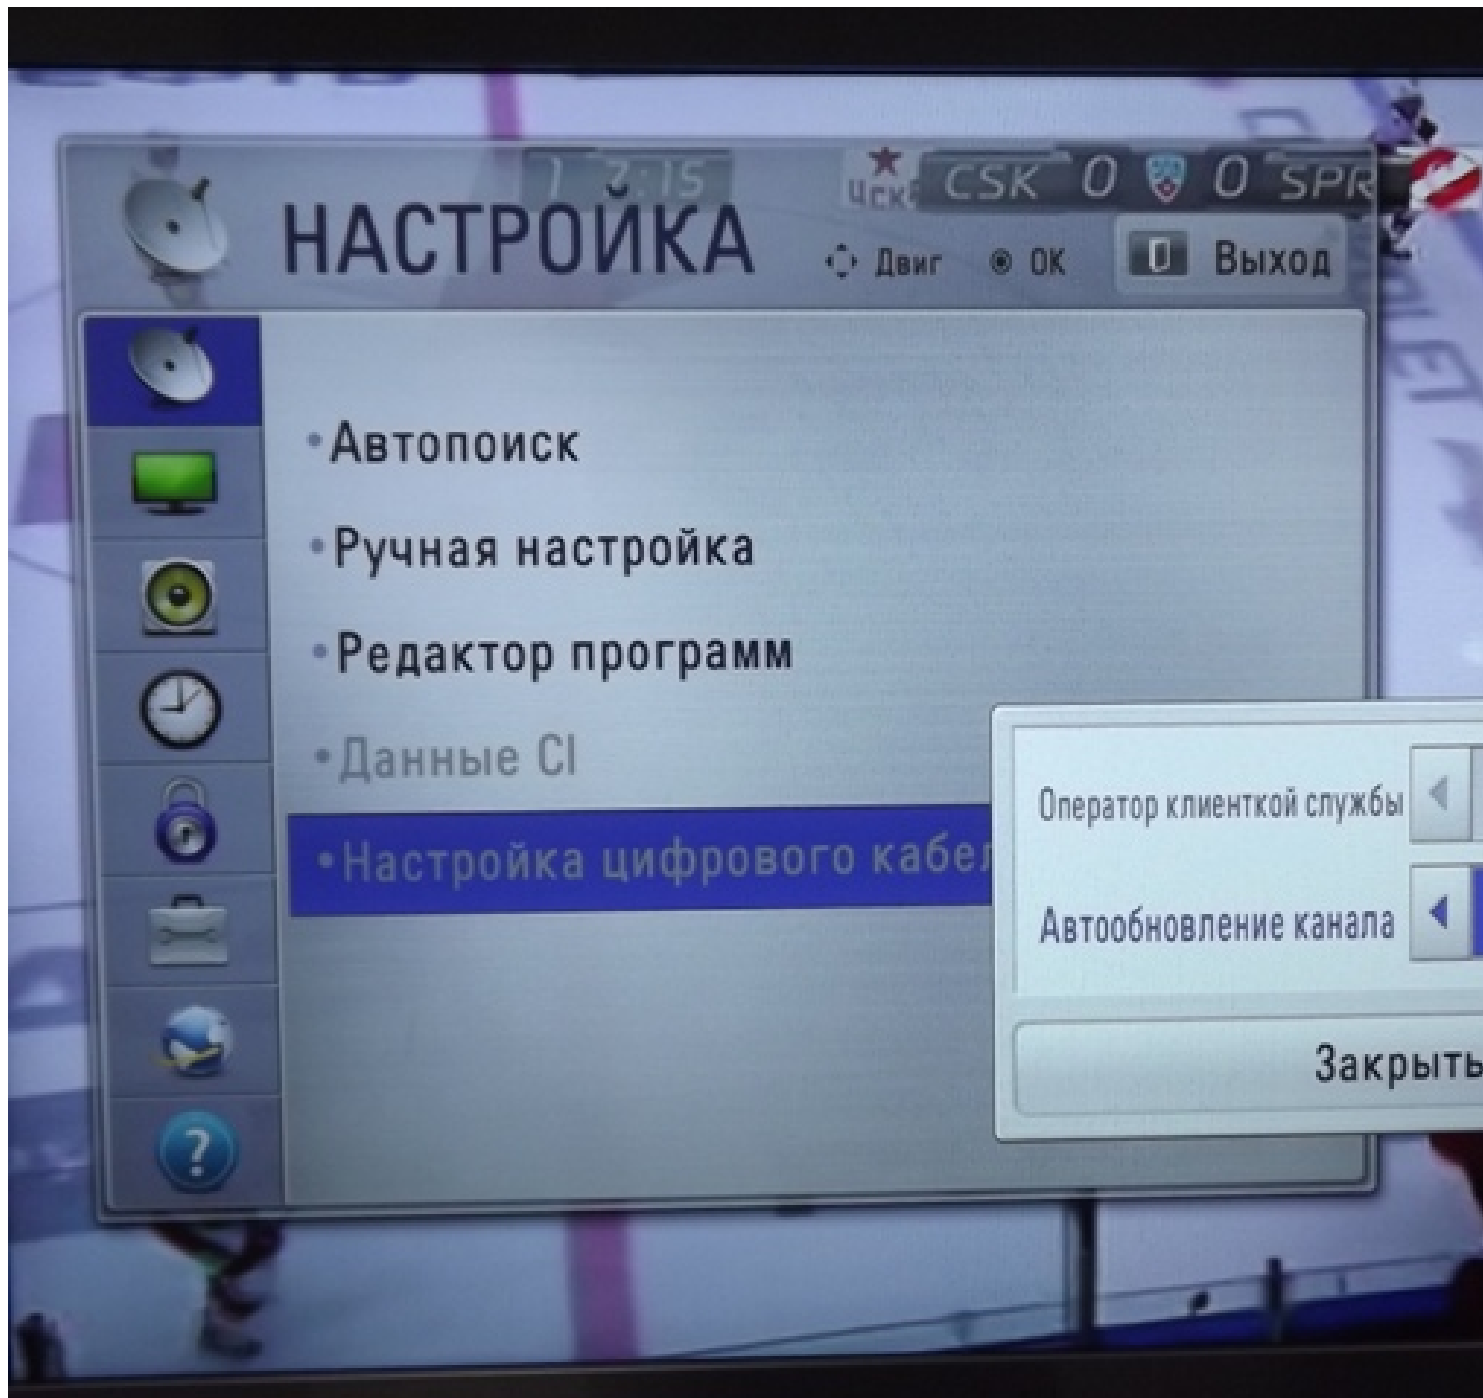 1 2:15
ЦСК CSK 0 0 SPR
НАСТРОЙКА
Двиг
OK
Выход
Автопоиск
Ручная настройка
Редактор программ
Данные CI
Настройка цифрового кабел
Оператор клиенткой службы
Автообновление канала
Закрыть
?